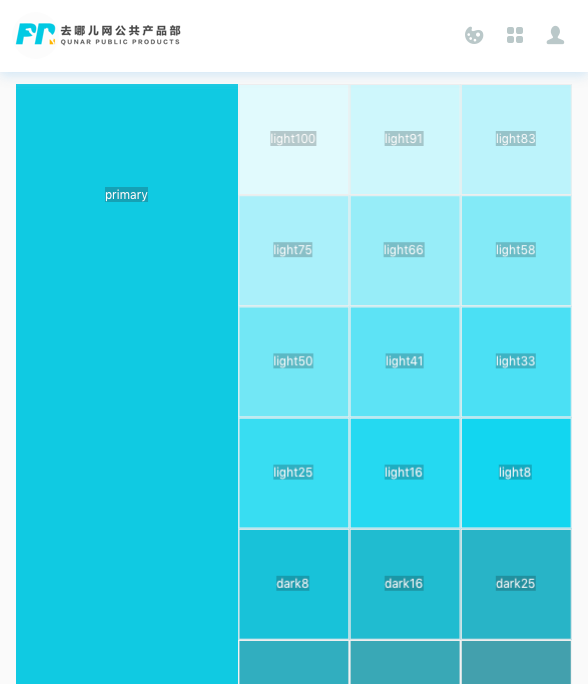 去哪儿网公共产品部
QUNAR PUBLIC PRODUCTS
primary
light100
light91
light83
light75
light66
light58
light50
light41
light33
light25
light16
light8
dark8
dark16
dark25